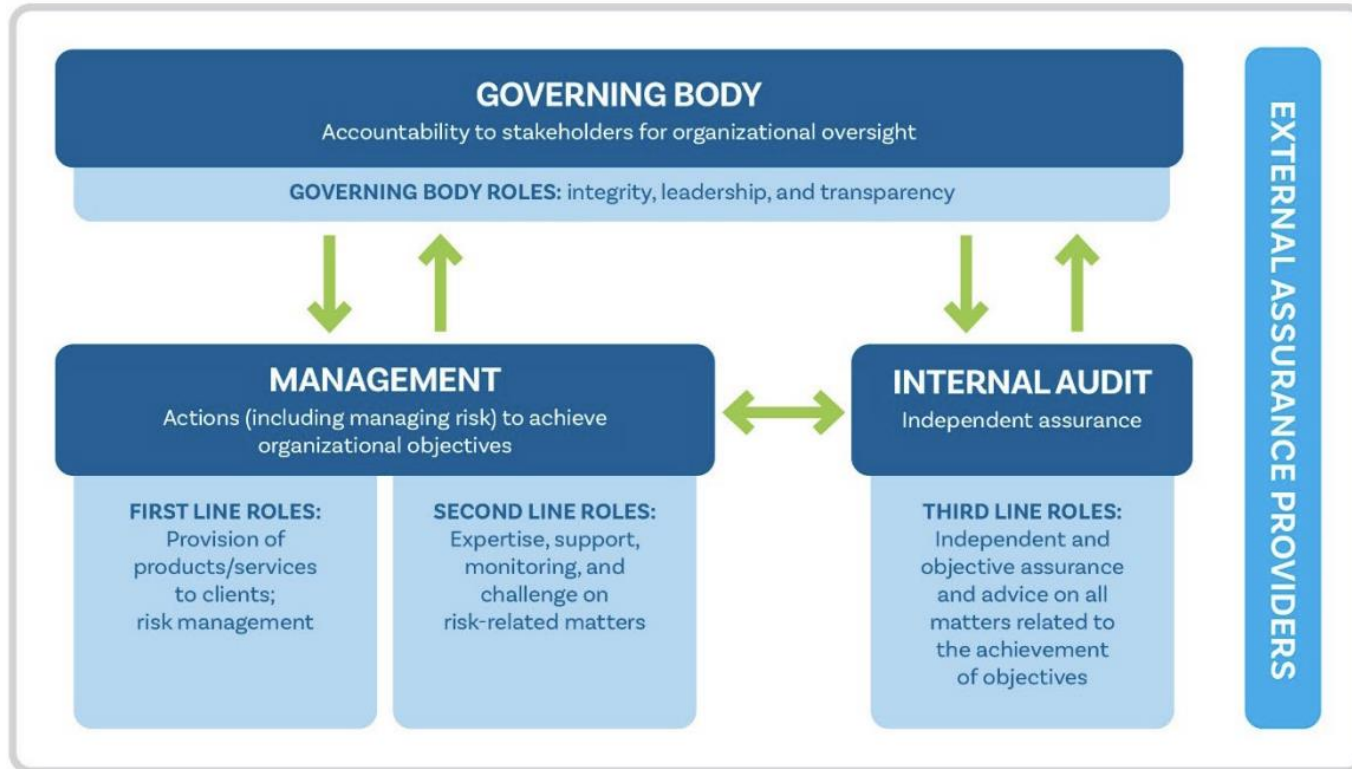 GOVERNING BODY
Accountability to stakeholders for organizational oversight
GOVERNING BODY ROLES: integrity, leadership, and transparency
MANAGEMENT
Actions (including managing risk) to achieve
organizational objectives
FIRST LINE ROLES:
Provision of
products/services
to clients;
risk management
SECOND LINE ROLES:
Expertise, support,
monitoring, and
challenge on
risk-related matters
INTERNAL AUDIT
Independent assurance
THIRD LINE ROLES:
Independent and
objective assurance
and advice on all
matters related to
the achievement
of objectives
EXTERNAL ASSURANCE PROVIDERS